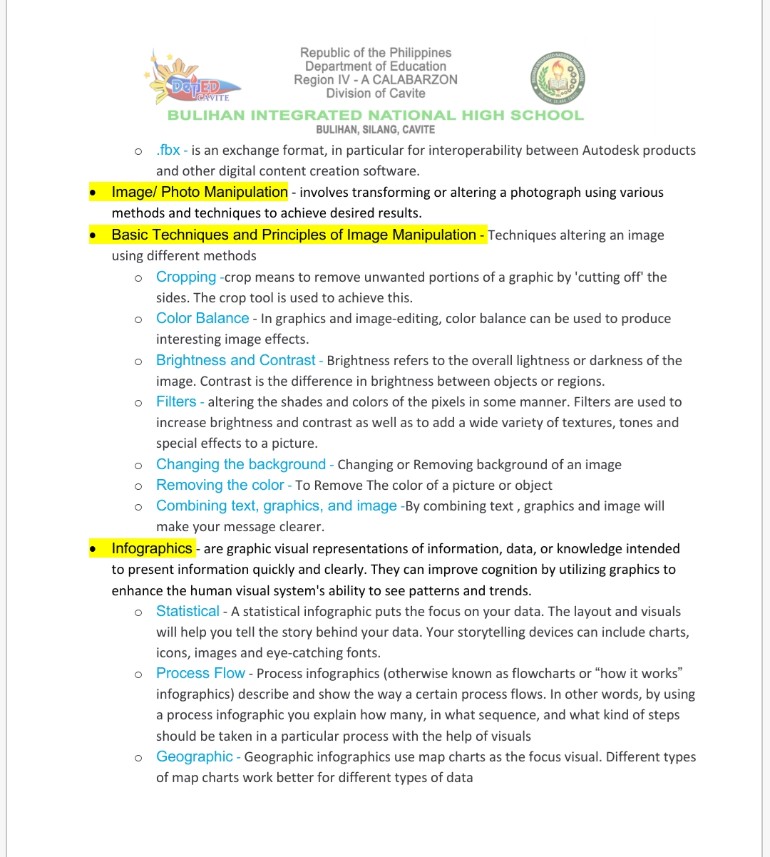 Republic of the Philippines
Department of Education
Region IV - A CALABARZON
Division of Cavite
DepED
CAVITE
BULIHAN INTEGRATED NATIONAL HIGH SCHOOL
BULIHAN, SILANG, CAVITE
o .fbx - is an exchange format, in particular for interoperability between Autodesk products
and other digital content creation software.
• Image/ Photo Manipulation - involves transforming or altering a photograph using various
methods and techniques to achieve desired results.
• Basic Techniques and Principles of Image Manipulation - Techniques altering an image
using different methods
o Cropping -crop means to remove unwanted portions of a graphic by 'cutting off' the
sides. The crop tool is used to achieve this.
o Color Balance - In graphics and image-editing, color balance can be used to produce
interesting image effects.
o Brightness and Contrast - Brightness refers to the overall lightness or darkness of the
image. Contrast is the difference in brightness between objects or regions.
o Filters - altering the shades and colors of the pixels in some manner. Filters are used to
increase brightness and contrast as well as to add a wide variety of textures, tones and
special effects to a picture.
o Changing the background - Changing or Removing background of an image
o Removing the color - To Remove The color of a picture or object
o Combining text, graphics, and image -By combining text , graphics and image will
make your message clearer.
• Infographics - are graphic visual representations of information, data, or knowledge intended
to present information quickly and clearly. They can improve cognition by utilizing graphics to
enhance the human visual system's ability to see patterns and trends.
o Statistical - A statistical infographic puts the focus on your data. The layout and visuals
will help you tell the story behind your data. Your storytelling devices can include charts,
icons, images and eye-catching fonts.
o Process Flow - Process infographics (otherwise known as flowcharts or “how it works”
infographics) describe and show the way a certain process flows. In other words, by using
a process infographic you explain how many, in what sequence, and what kind of steps
should be taken in a particular process with the help of visuals
o Geographic - Geographic infographics use map charts as the focus visual. Different types
of map charts work better for different types of data